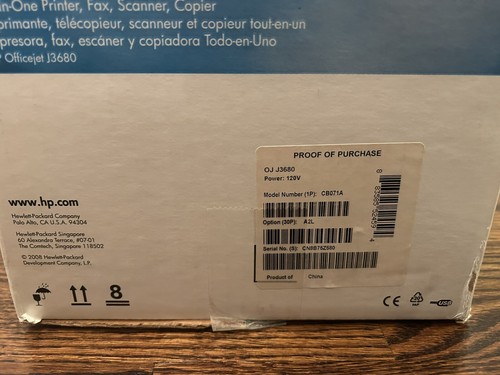 n-One Printer, Fax, Scanner, Copier
primante, télécopieur, scanneur et copieur tout-en-un
presora, fax, escáner y copiadora Todo-en-Uno
Officejet J3680
PROOF OF PURCHASE
OJ J3680
Power: 120V
Model Number (1P): CB071A
Option (30P): A2L
Serial No. (S):
Product of China
www.hp.com
Hewlett-Packard Company
Palo Alto, CA U.S.A. 94304
Hewlett-Packard Singapore
60 Alexandra Terrace, #07-01
The Comtech, Singapore 118502
© 2008 Hewlett-Packard
Development Company, L.P.
8
CE
USB